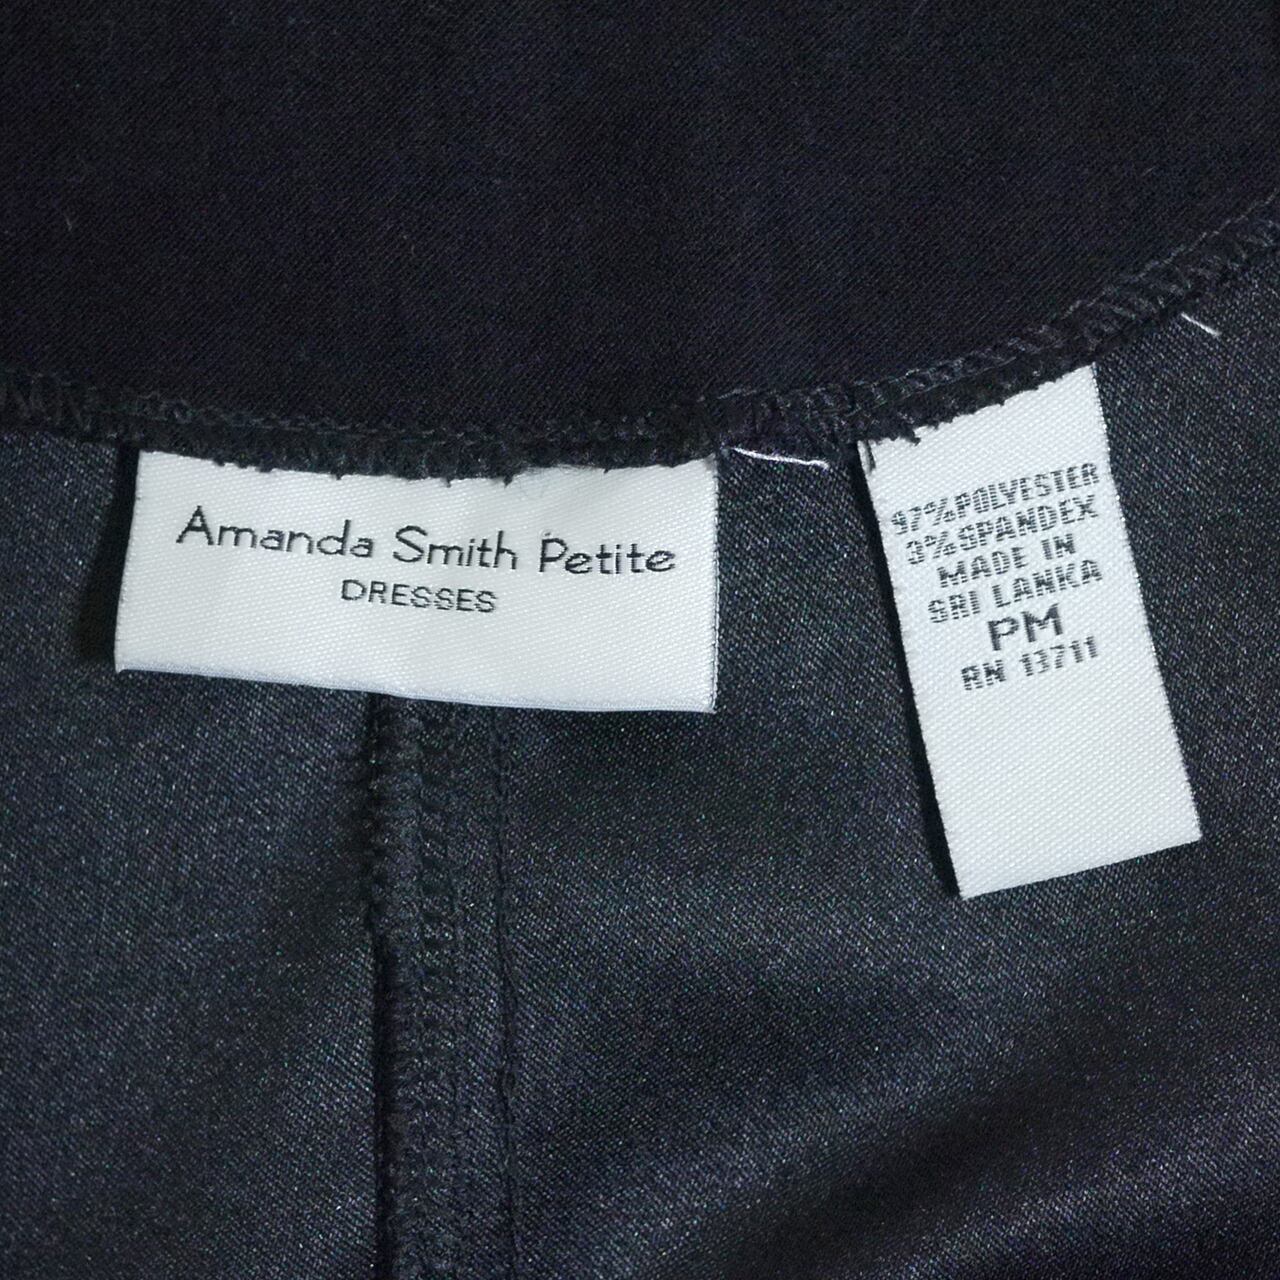 Amanda Smith Petite
DRESSES
97% POLYESTER
3% SPANDEX
MADE IN
SRI LANKA
PM
RN 13711